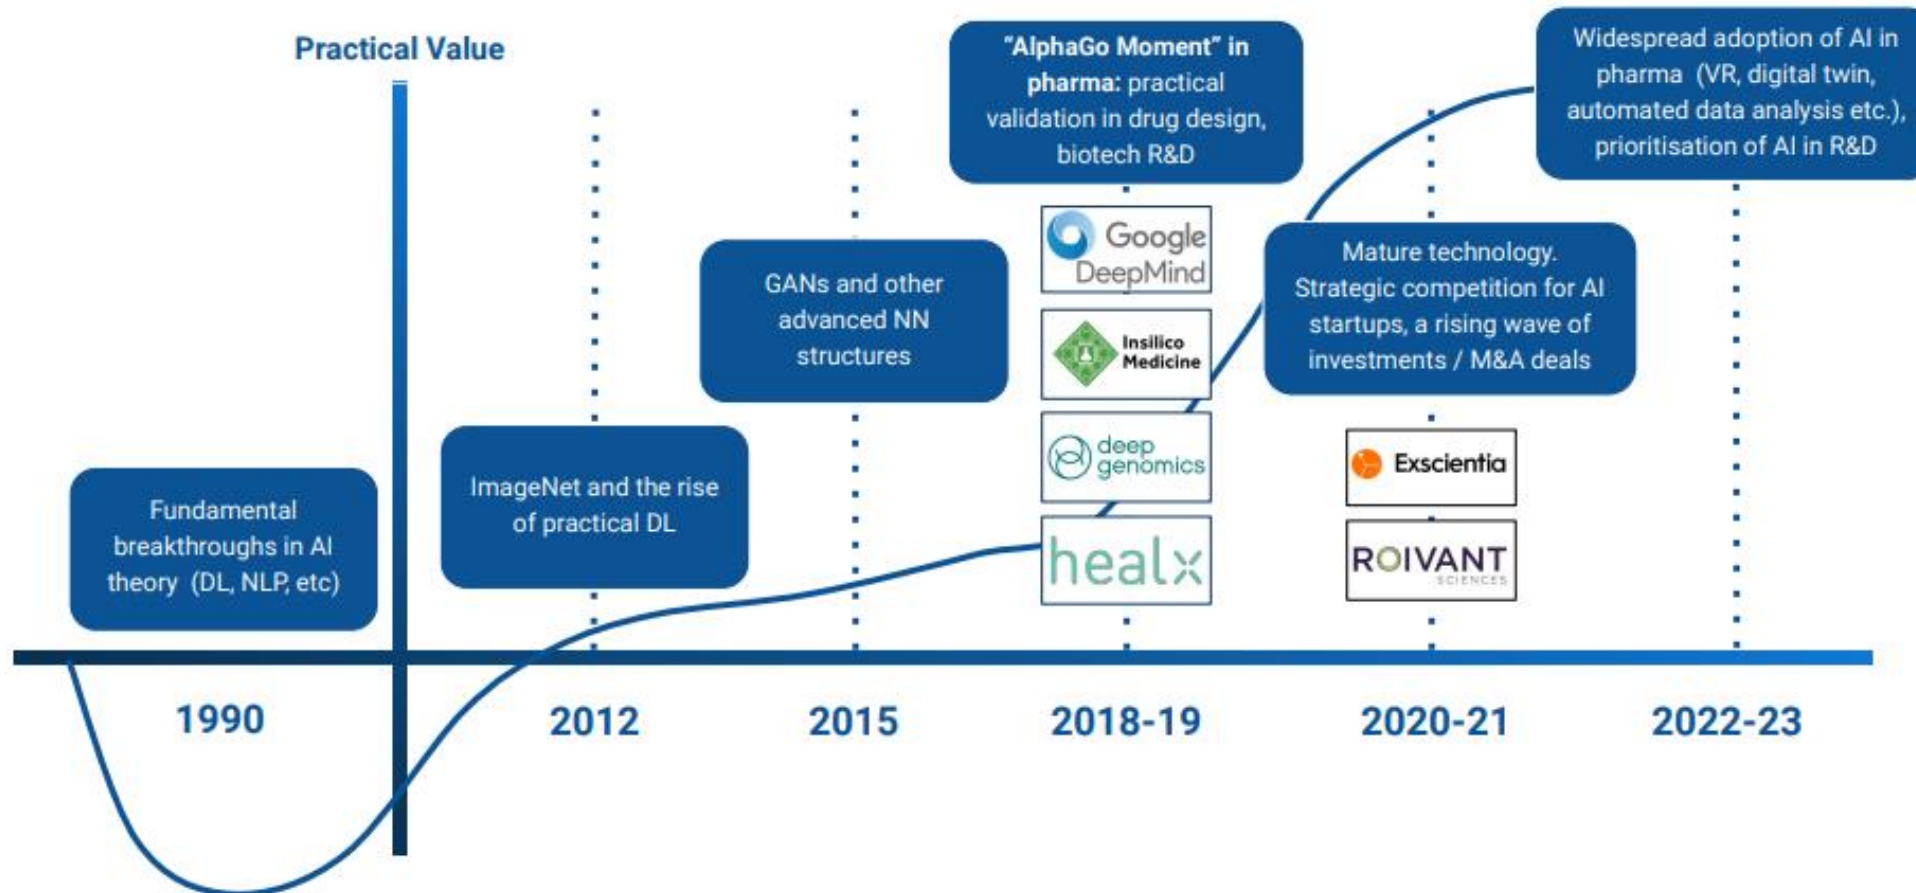 Practical Value
Fundamental
breakthroughs in AI
theory (DL, NLP, etc)
ImageNet and the rise
of practical DL
GANs and other
advanced NN
structures
"AlphaGo Moment" in
pharma: practical
validation in drug design,
biotech R&D
Google
DeepMind
Insilico
Medicine
deep
genomics
healx
Mature technology.
Strategic competition for AI
startups, a rising wave of
investments / M&A deals
Exscientia
ROIVANT
SCIENCES
Widespread adoption of AI in
pharma (VR, digital twin,
automated data analysis etc.),
prioritisation of AI in R&D
1990
2012
2015
2018-19
2020-21
2022-23